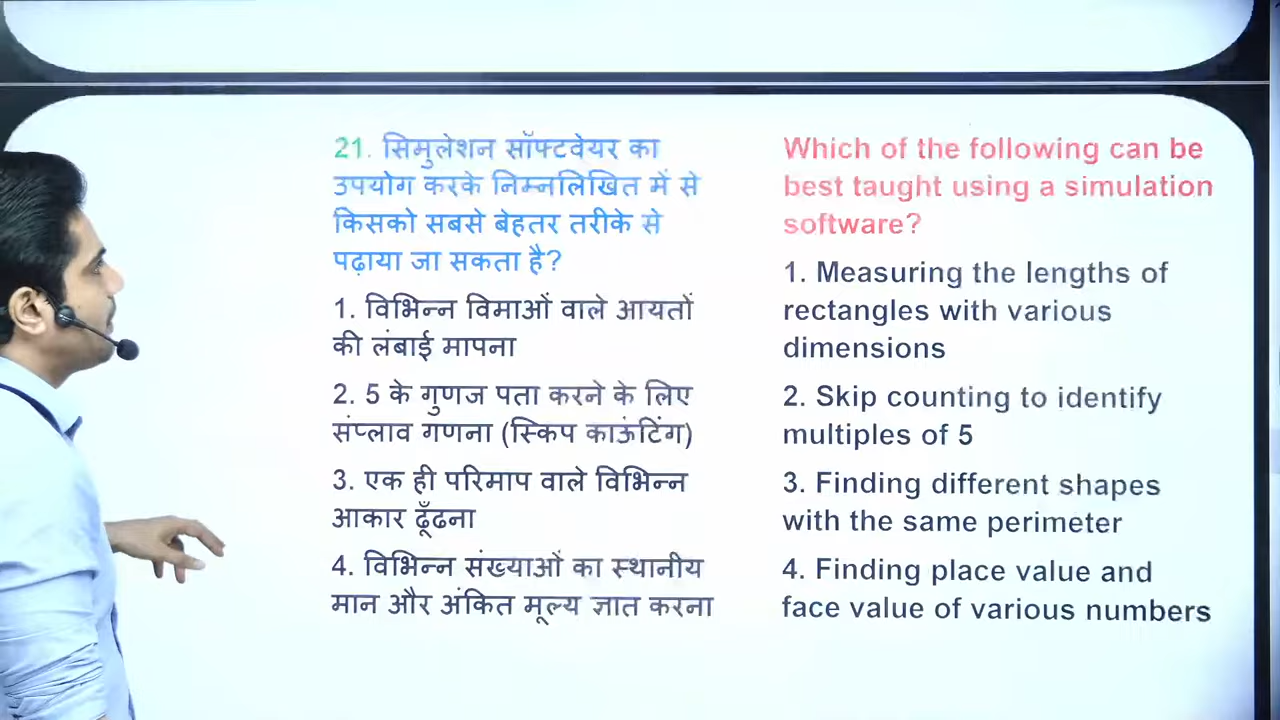 21. सिमुलेशन सॉफ्टवेयर का
उपयोग करके निम्नलिखित में से
किसको सबसे बेहतर तरीके से
पढ़ाया जा सकता है?
1. विभिन्न विमाओं वाले आयतों
की लंबाई मापना
2. 5 के गुणज पता करने के लिए
संप्लाव गणना (स्किप काऊंटिंग)
3. एक ही परिमाप वाले विभिन्न
आकार ढूँढना
4. विभिन्न संख्याओं का स्थानीय
मान और अंकित मूल्य ज्ञात करना
Which of the following can be
best taught using a simulation
software?
1. Measuring the lengths of
rectangles with various
dimensions
2. Skip counting to identify
multiples of 5
3. Finding different shapes
with the same perimeter
4. Finding place value and
face value of various numbers